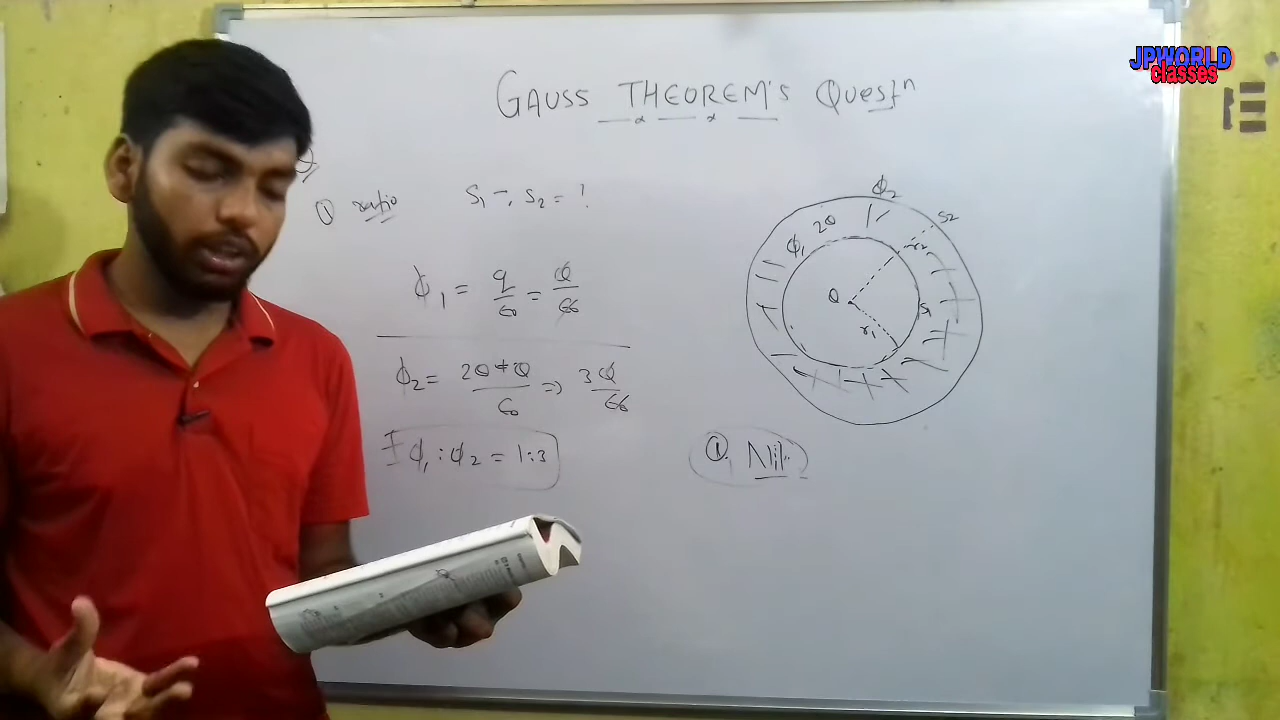 JPWORLD
classes
GAUSS THEOREM'S Questⁿ
① ratio S₁ -, S₂ = ?
ϕ₁ = q/ε₀ = Q/ε₀
ϕ₂ = 2Q+Q/ε₀ => 3Q/ε₀
ϕ₁ : ϕ₂ = 1:3
ϕ₂
S₂
ϕ₁ 2Q
r₂
Q
S₁
r₁
①